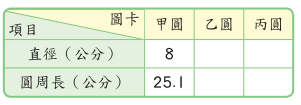 圖卡 甲圓 乙圓 丙圓
項目
直徑（公分） 8
圓周長（公分） 25.1